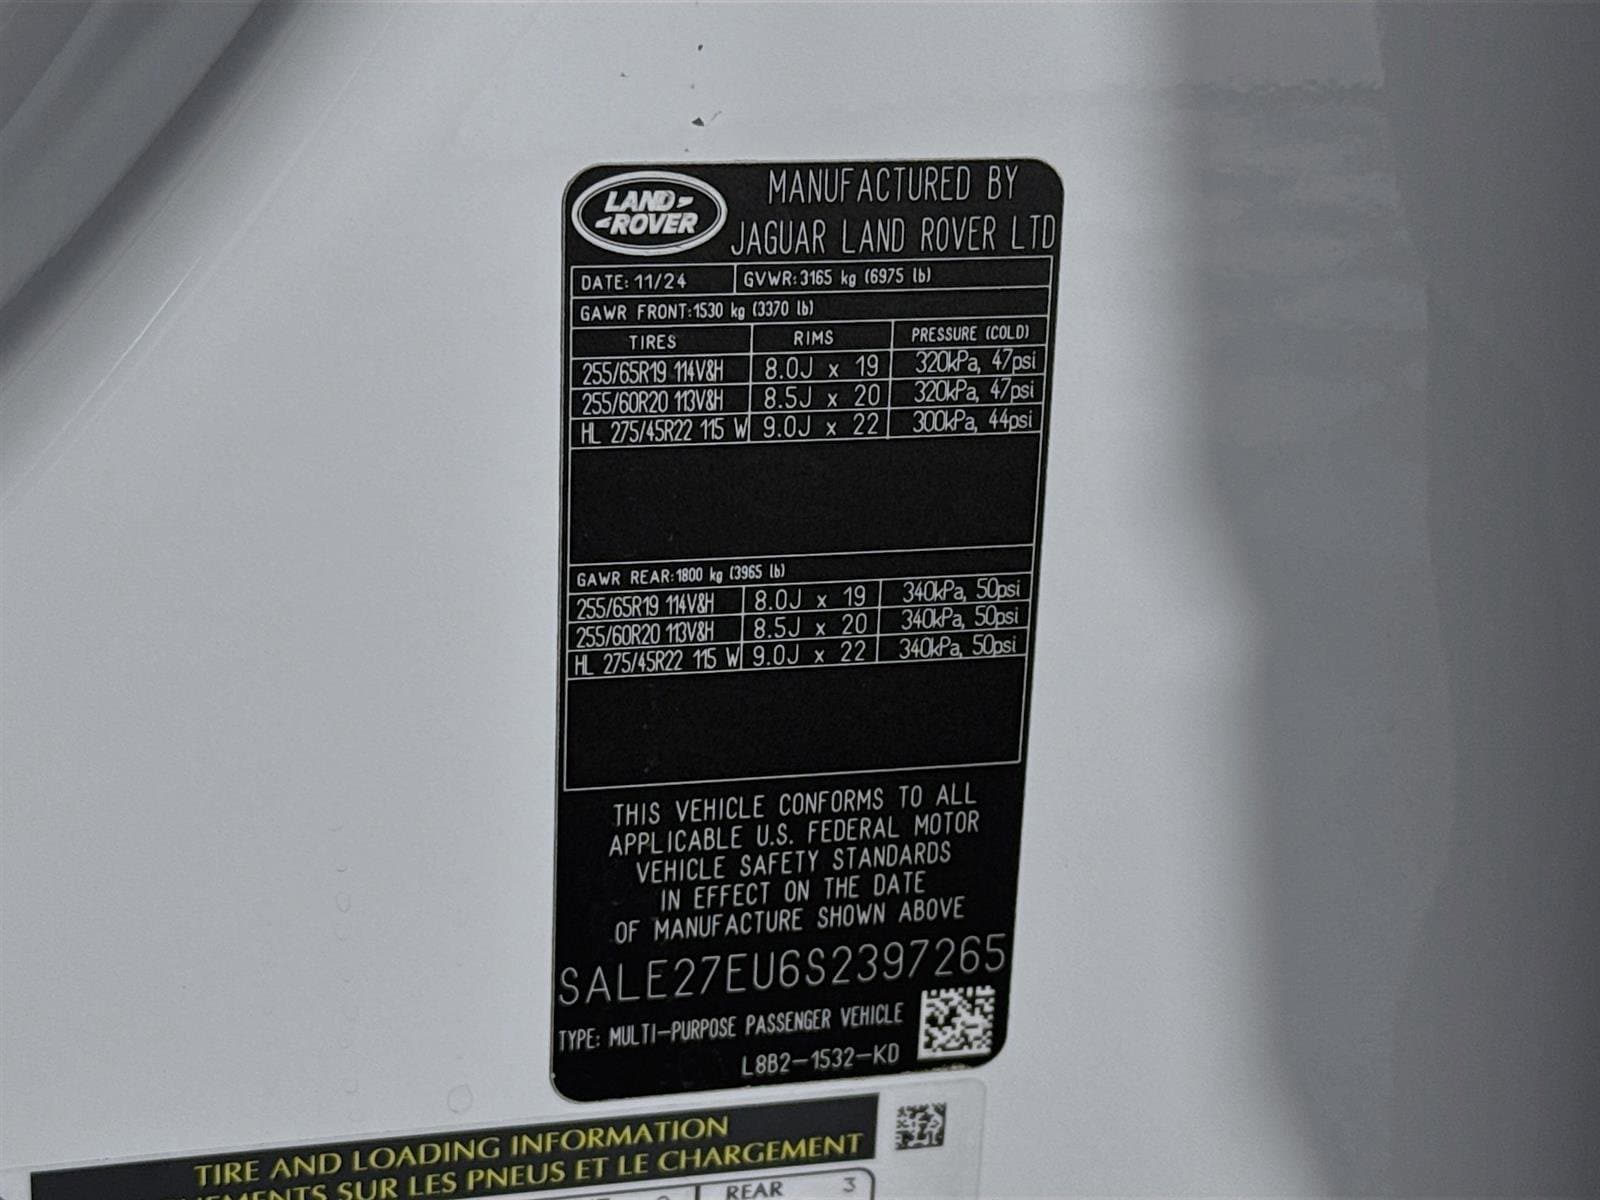 LAND
ROVER
MANUFACTURED BY
JAGUAR LAND ROVER LTD
DATE: 11/24 GVWR: 3165 kg (6975 lb)
GAWR FRONT: 1530 kg (3370 lb)
TIRES RIMS PRESSURE (COLD)
255/65R19 114V&H 8.0J x 19 320kPa, 47psi
255/60R20 113V&H 8.5J x 20 320kPa, 47psi
HL 275/45R22 115 W 9.0J x 22 300kPa, 44psi
GAWR REAR: 1800 kg (3965 lb)
255/65R19 114V&H 8.0J x 19 340kPa, 50psi
255/60R20 113V&H 8.5J x 20 340kPa, 50psi
HL 275/45R22 115 W 9.0J x 22 340kPa, 50psi
THIS VEHICLE CONFORMS TO ALL
APPLICABLE U.S. FEDERAL MOTOR
VEHICLE SAFETY STANDARDS
IN EFFECT ON THE DATE
OF MANUFACTURE SHOWN ABOVE
SALE27EU6S2397265
TYPE: MULTI-PURPOSE PASSENGER VEHICLE
L8B2-1532-KD
TIRE AND LOADING INFORMATION
SUR LES PNEUS ET LE CHARGEMENT
REAR 3